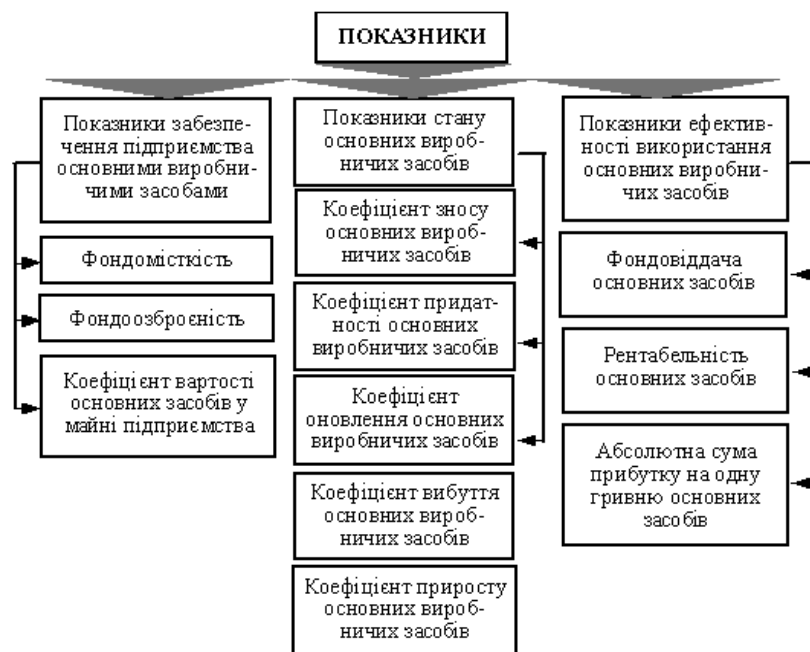 ПОКАЗНИКИ
Показники забезпе-
чення підприємства
основними виробни-
чими засобами
Фондомісткість
Фондоозброєність
Коефіцієнт вартості
основних засобів у
майні підприємства
Показники стану
основних вироб-
ничих засобів
Коефіцієнт зносу
основних вироб-
ничих засобів
Коефіцієнт придат-
ності основних
виробничих засобів
Коефіцієнт
оновлення основних
виробничих засобів
Коефіцієнт вибуття
основних вироб-
ничих засобів
Коефіцієнт приросту
основних вироб-
ничих засобів
Показники ефектив-
ності використання
основних виробни-
чих засобів
Фондовіддача
основних засобів
Рентабельність
основних засобів
Абсолютна сума
прибутку на одну
гривню основних
засобів